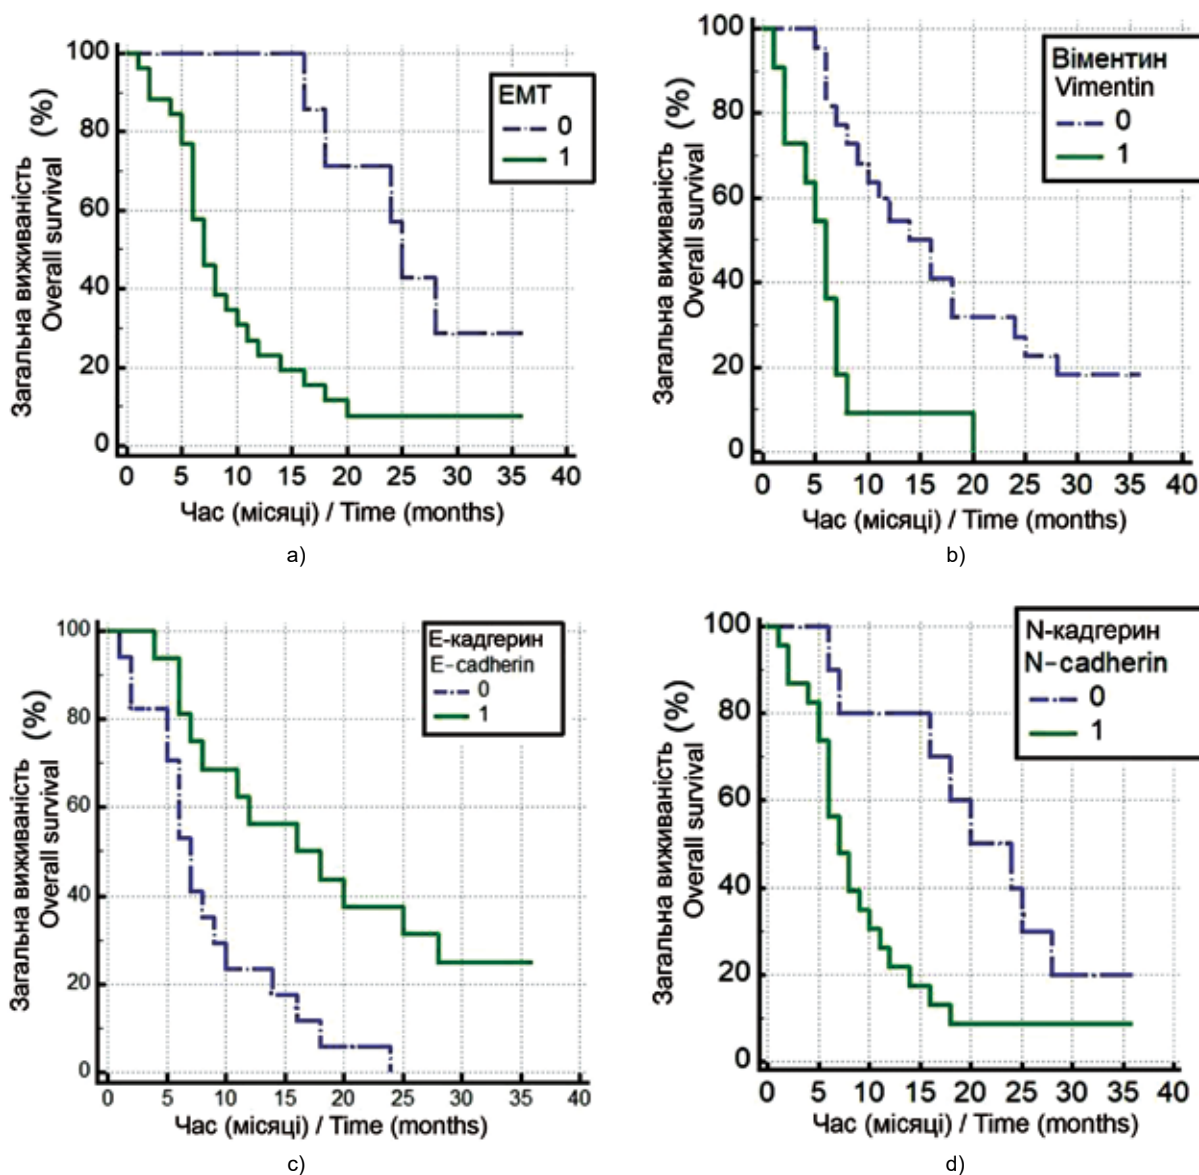 Загальна виживаність (%)
Overall survival
100
80
60
40
20
0
EMT
0
1
0 5 10 15 20 25 30 35 40
Час (місяці) / Time (months)
a)
Загальна виживаність (%)
Overall survival
100
80
60
40
20
0
Віментин
Vimentin
0
1
0 5 10 15 20 25 30 35 40
Час (місяці) / Time (months)
b)
Загальна виживаність (%)
Overall survival
100
80
60
40
20
0
Е-кадгерин
E-cadherin
0
1
0 5 10 15 20 25 30 35 40
Час (місяці) / Time (months)
c)
Загальна виживаність (%)
Overall survival
100
80
60
40
20
0
N-кадгерин
N-cadherin
0
1
0 5 10 15 20 25 30 35 40
Час (місяці) / Time (months)
d)